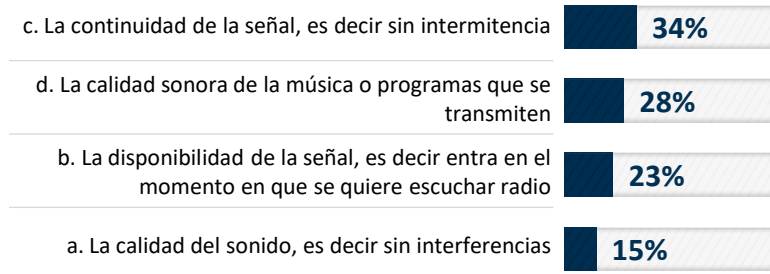 c. La continuidad de la señal, es decir sin intermitencia
34%
d. La calidad sonora de la música o programas que se
transmiten
28%
b. La disponibilidad de la señal, es decir entra en el
momento en que se quiere escuchar radio
23%
a. La calidad del sonido, es decir sin interferencias
15%